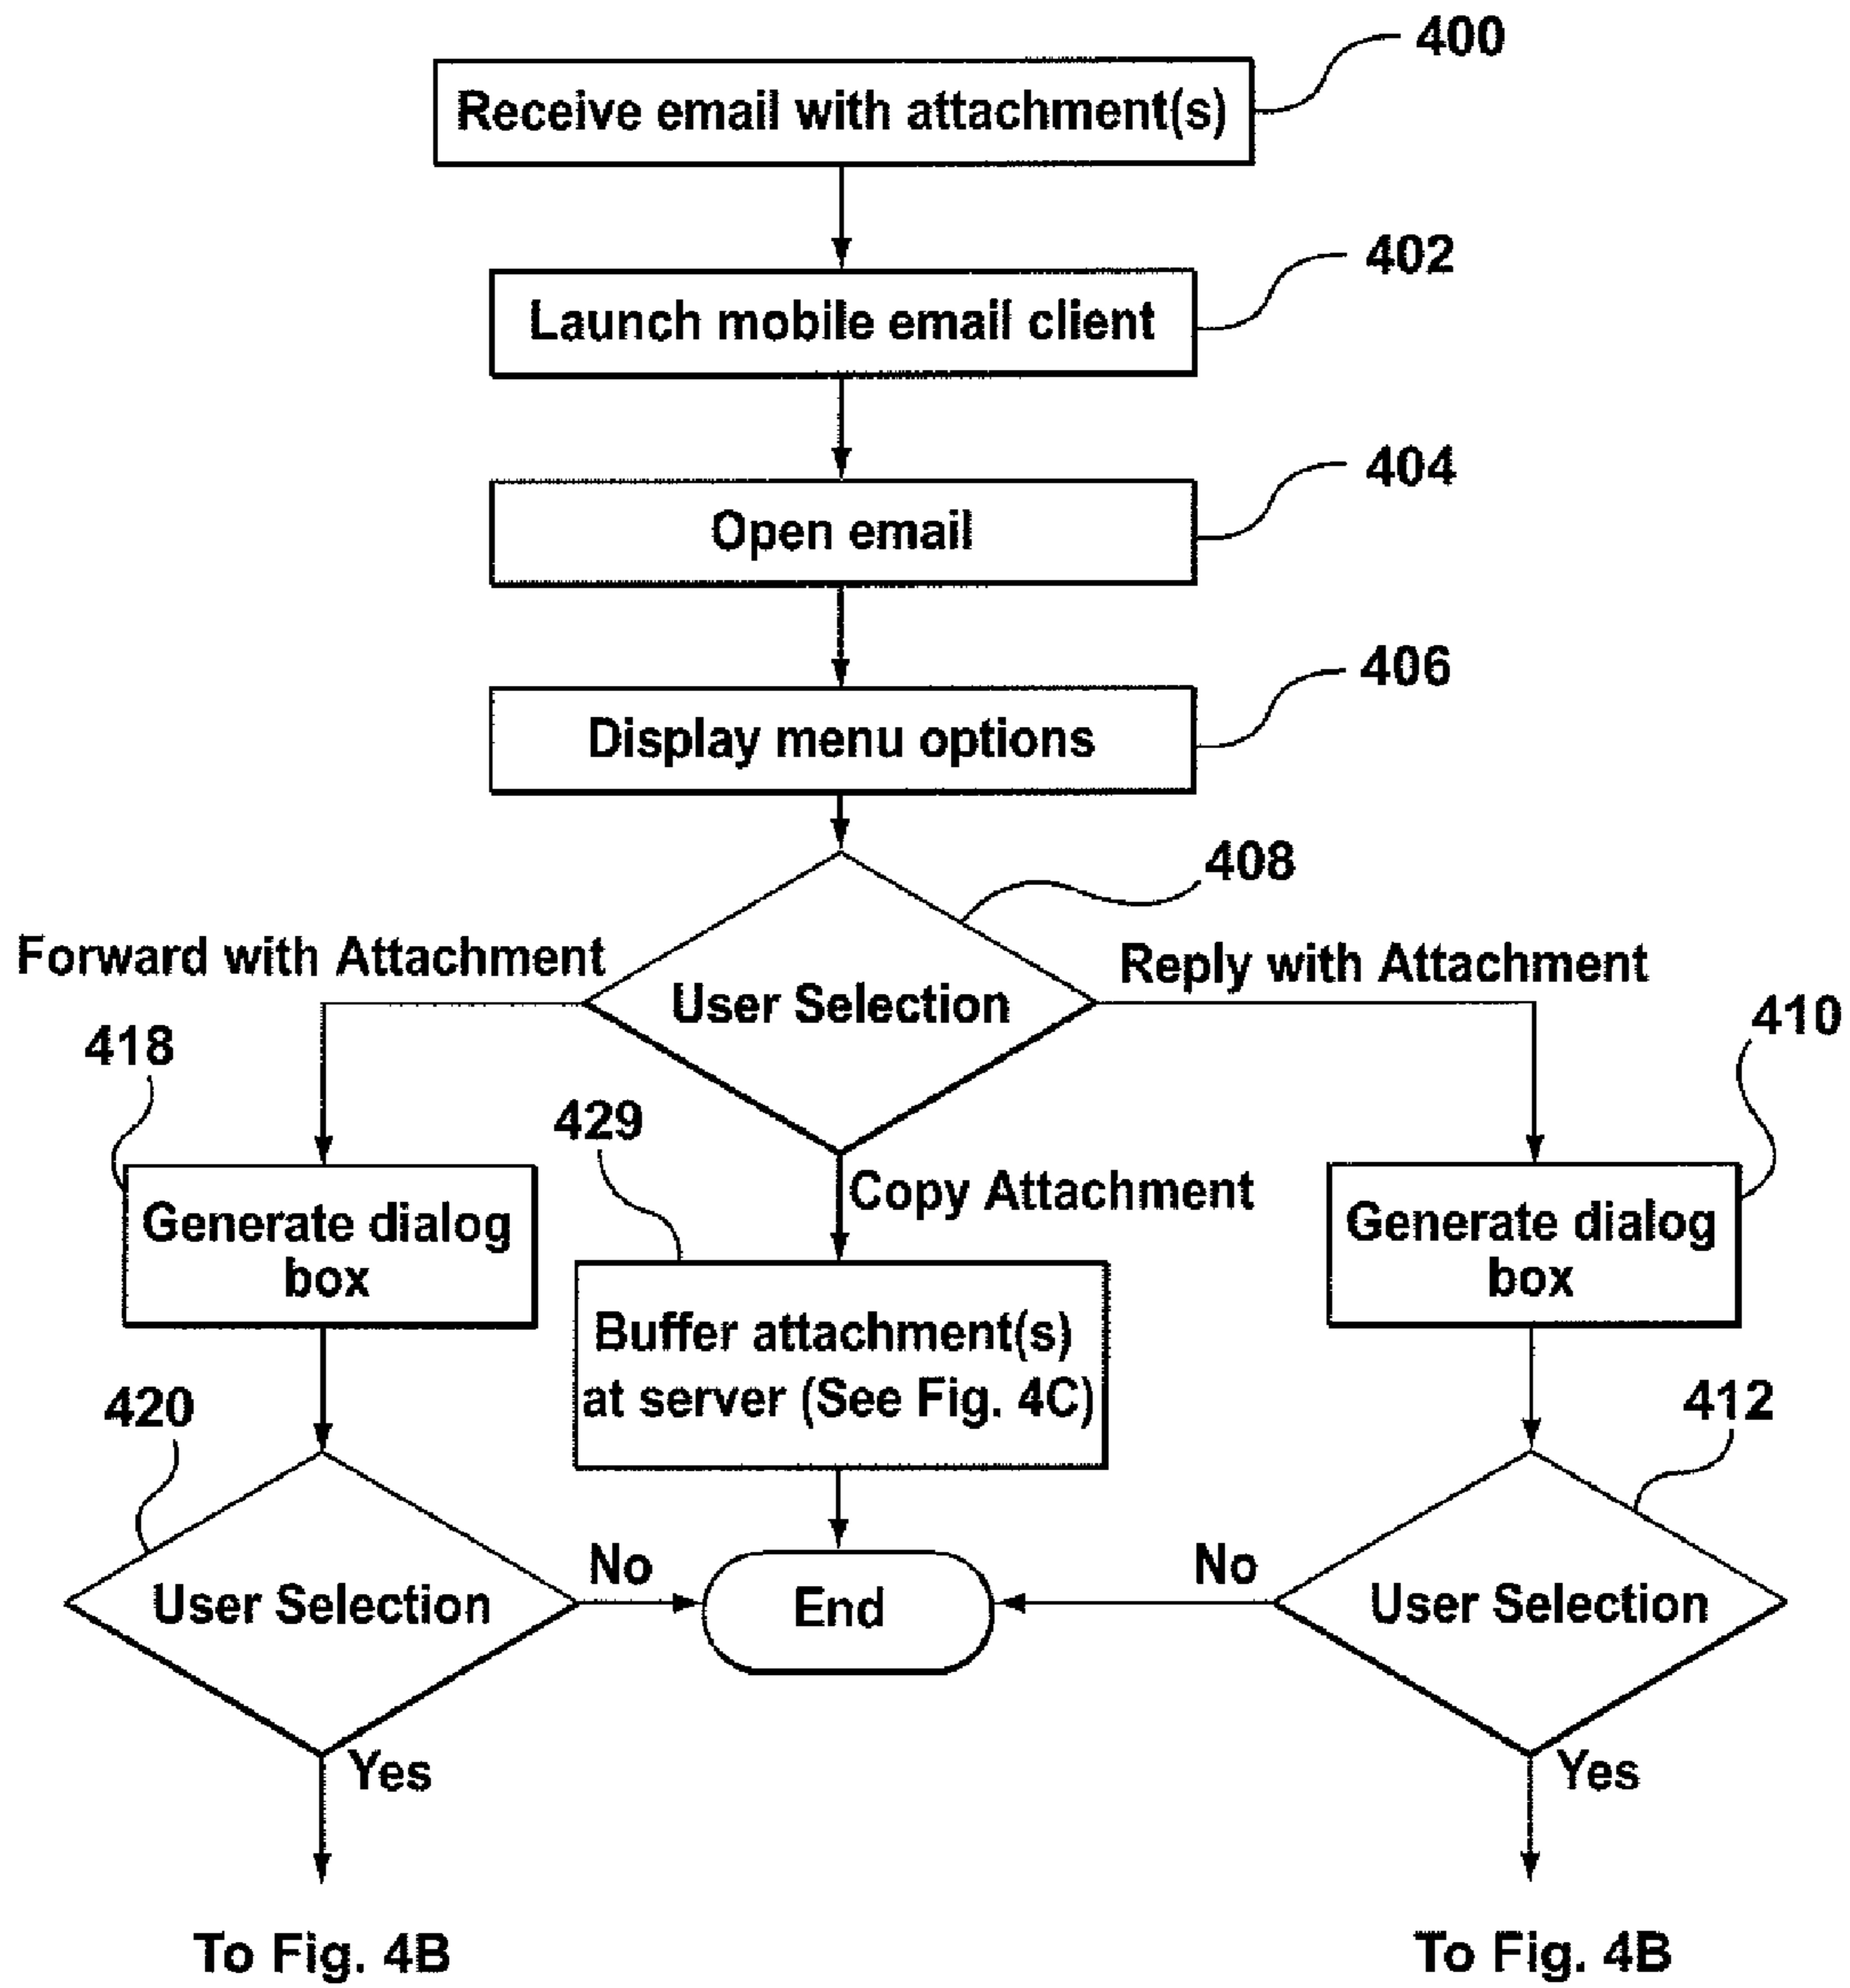 400
Receive email with attachment(s)
402
Launch mobile email client
404
Open email
406
Display menu options
408
Forward with Attachment
User Selection
Reply with Attachment
418
410
429
Copy Attachment
Generate dialog
box
Buffer attachment(s)
at server (See Fig. 4C)
Generate dialog
box
420
412
User Selection
No
End
No
User Selection
Yes
Yes
To Fig. 4B
To Fig. 4B